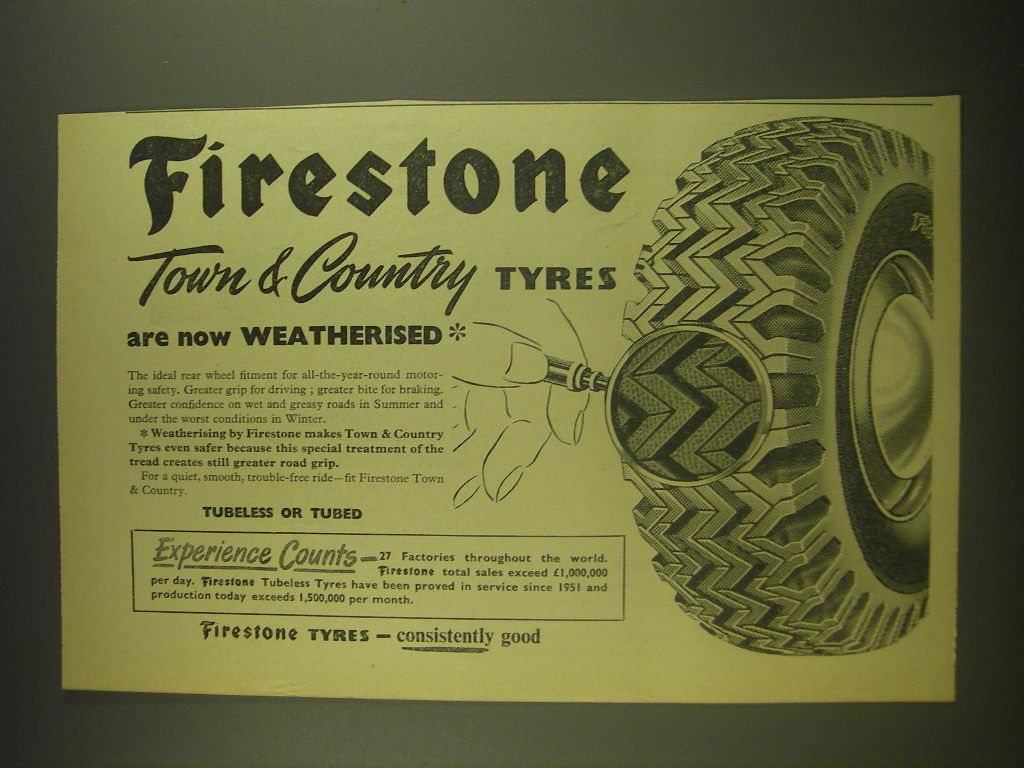 Firestone
Town & Country TYRES
are now WEATHERISED *
The ideal rear wheel fitment for all-the-year-round motor-
ing safety. Greater grip for driving ; greater bite for braking.
Greater confidence on wet and greasy roads in Summer and
under the worst conditions in Winter.
* Weatherising by Firestone makes Town & Country
Tyres even safer because this special treatment of the
tread creates still greater road grip.
For a quiet, smooth, trouble-free ride—fit Firestone Town
& Country.
TUBELESS OR TUBED
Experience Counts — 27 Factories throughout the world.
Firestone total sales exceed £1,000,000
per day. Firestone Tubeless Tyres have been proved in service since 1951 and
production today exceeds 1,500,000 per month.
Firestone TYRES — consistently good